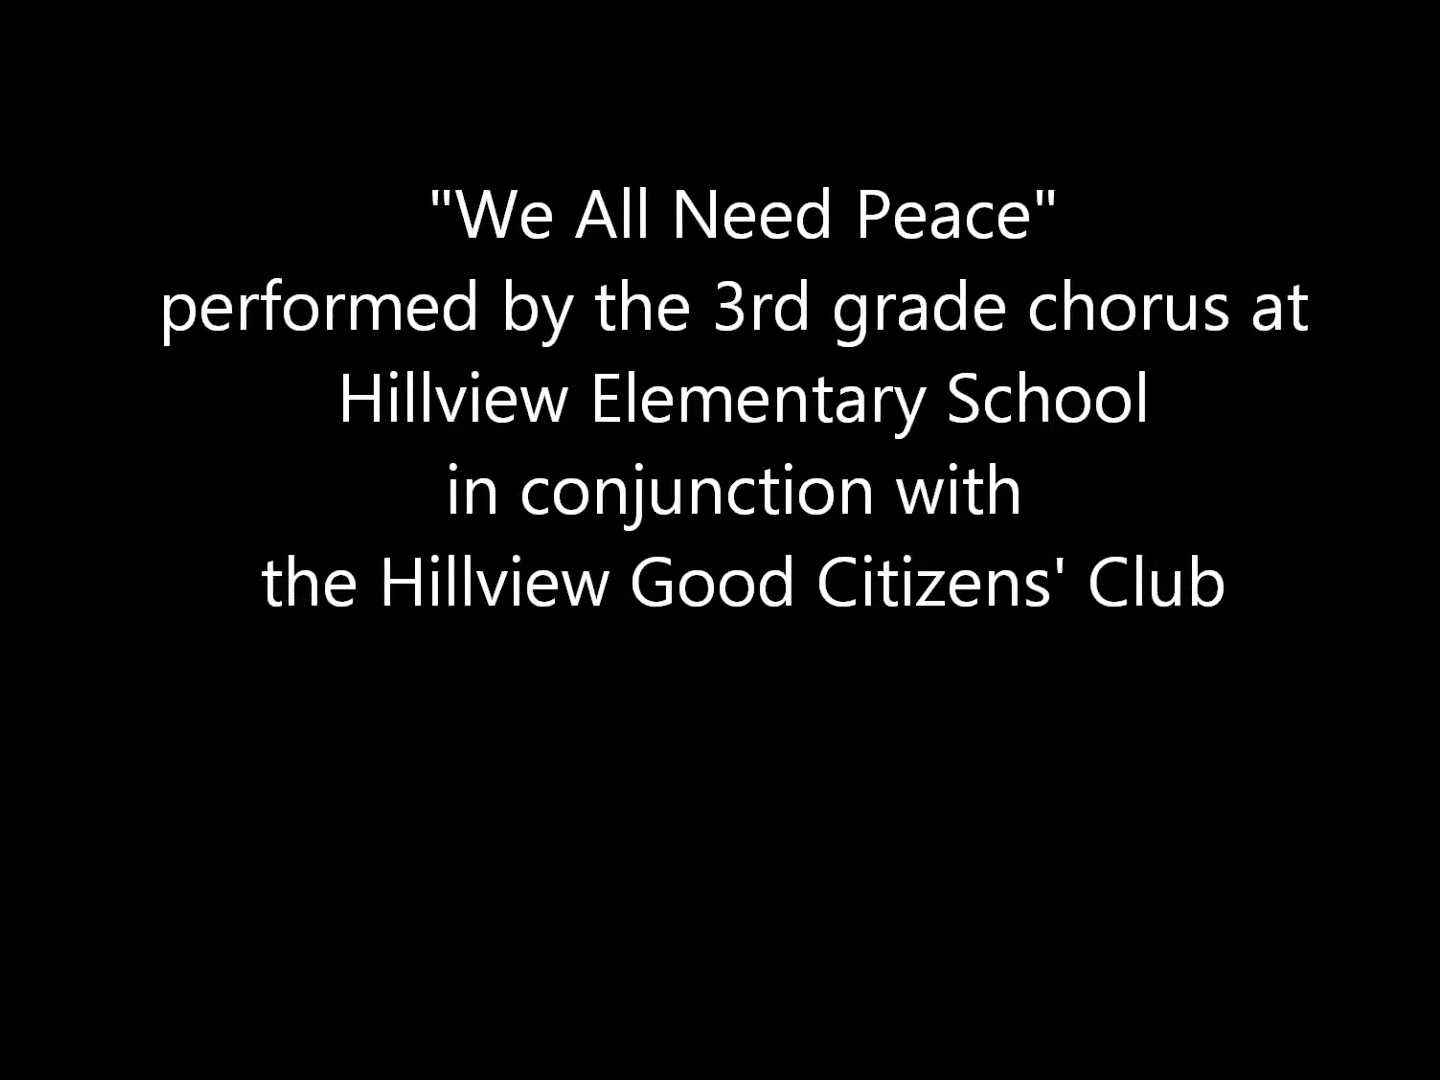 "We All Need Peace"
performed by the 3rd grade chorus at
Hillview Elementary School
in conjunction with
the Hillview Good Citizens' Club